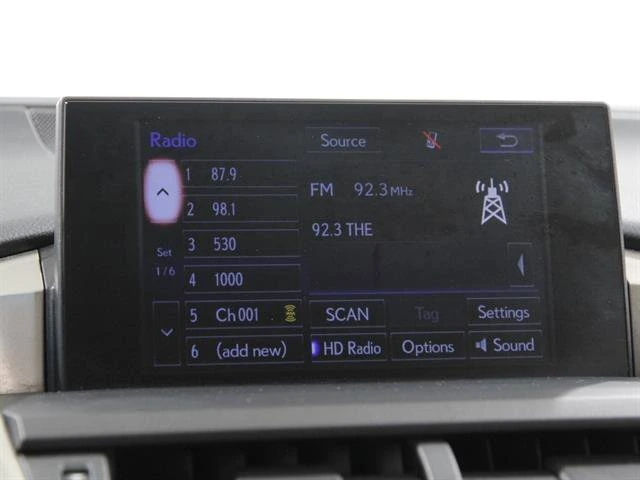 Radio
Source
1 87.9
2 98.1
3 530
4 1000
5 Ch 001
6 (add new)
Set
1/6
FM 92.3 MHz
92.3 THE
SCAN
Tag
Settings
HD Radio
Options
Sound